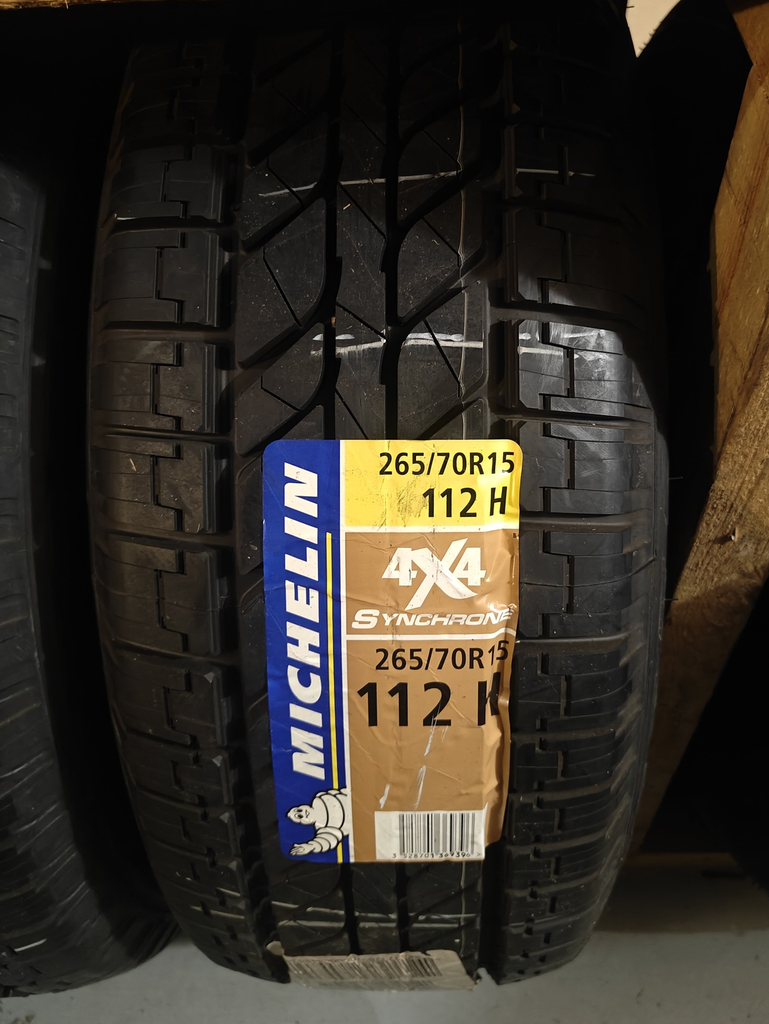 MICHELIN
265/70R15
112 H
4X4
SYNCHRONE
265/70R15
112 H